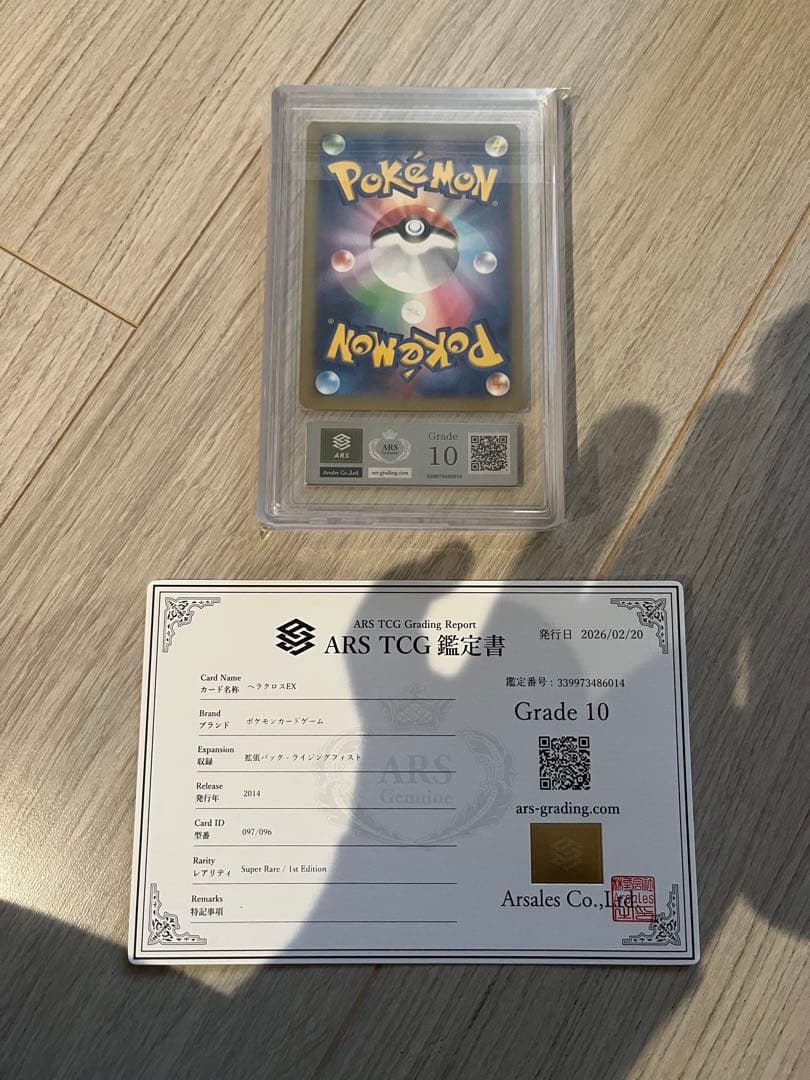 POKéMON
POKéMON
ARS
Arsales Co.,Ltd.
ARS
Genuine
ars-grading.com
Grade
10
ARS TCG Grading Report
ARS TCG 鑑定書
発行日 2026/02/20
Card Name
カード名称 ヘラクロスEX
Brand
ブランド ポケモンカードゲーム
Expansion
収録 拡張パック - ライジングフィスト
Release
発行年 2014
Card ID
型番 097/096
Rarity
レアリティ Super Rare / 1st Edition
Remarks
特記事項 -
ARS
Genuine
鑑定番号 : 339973486014
Grade 10
ars-grading.com
Arsales Co.,Ltd.